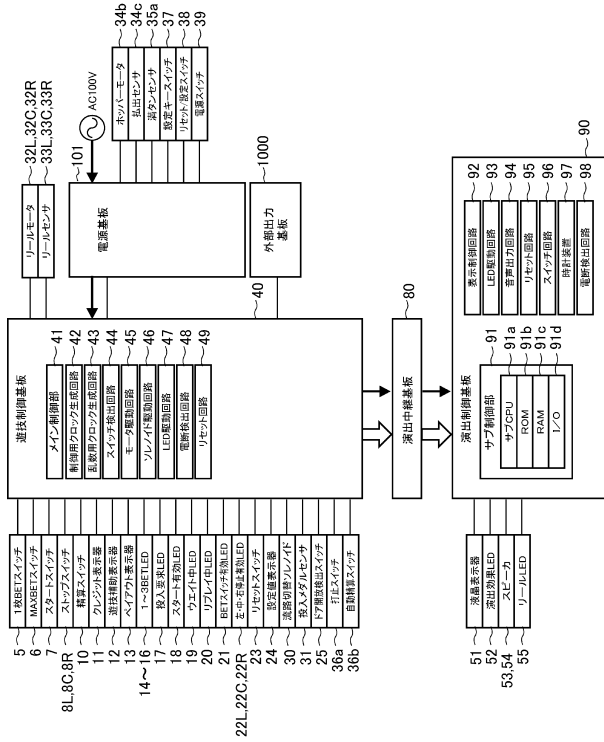 5 1枚BETスイッチ
6 MAXBETスイッチ
7 スタートスイッチ
8L,8C,8R ストップスイッチ
10 精算スイッチ
11 クレジット表示器
12 遊技補助表示器
13 ペイアウト表示器
14～16 1～3BETLED
17 投入要求LED
18 スタート有効LED
19 ウエイト中LED
20 リプレイ中LED
21 BETスイッチ有効LED
22L,22C,22R 左・中・右停止有効LED
23 リセットスイッチ
24 設定値表示器
30 流路切替ソレノイド
31 投入メダルセンサ
25 ドア開放検出スイッチ
36a 打止スイッチ
36b 自動精算スイッチ
遊技制御基板
40
メイン制御部 41
制御用クロック生成回路 42
乱数用クロック生成回路 43
スイッチ検出回路 44
モータ駆動回路 45
ソレノイド駆動回路 46
LED駆動回路 47
電断検出回路 48
リセット回路 49
リールモータ 32L,32C,32R
リールセンサ 33L,33C,33R
電源基板
101
AC100V
外部出力
基板
1000
ホッパーモータ 34b
払出センサ 34c
満タンセンサ 35a
設定キースイッチ 37
リセット/設定スイッチ 38
電源スイッチ 39
演出中継基板
80
51 液晶表示器
52 演出効果LED
53,54 スピーカ
55 リールLED
演出制御基板
90
サブ制御部
91
サブCPU 91a
ROM 91b
RAM 91c
I/O 91d
表示制御回路 92
LED駆動回路 93
音声出力回路 94
リセット回路 95
スイッチ回路 96
時計装置 97
電断検出回路 98